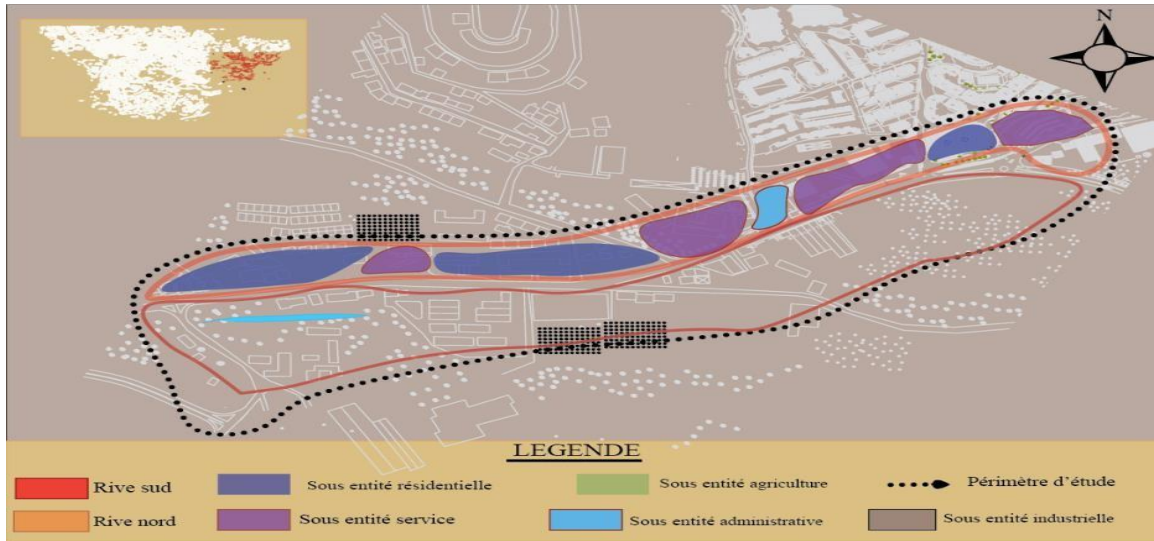 N
LEGENDE
Rive sud
Sous entité résidentielle
Sous entité agriculture
Périmètre d’étude
Rive nord
Sous entité service
Sous entité administrative
Sous entité industrielle